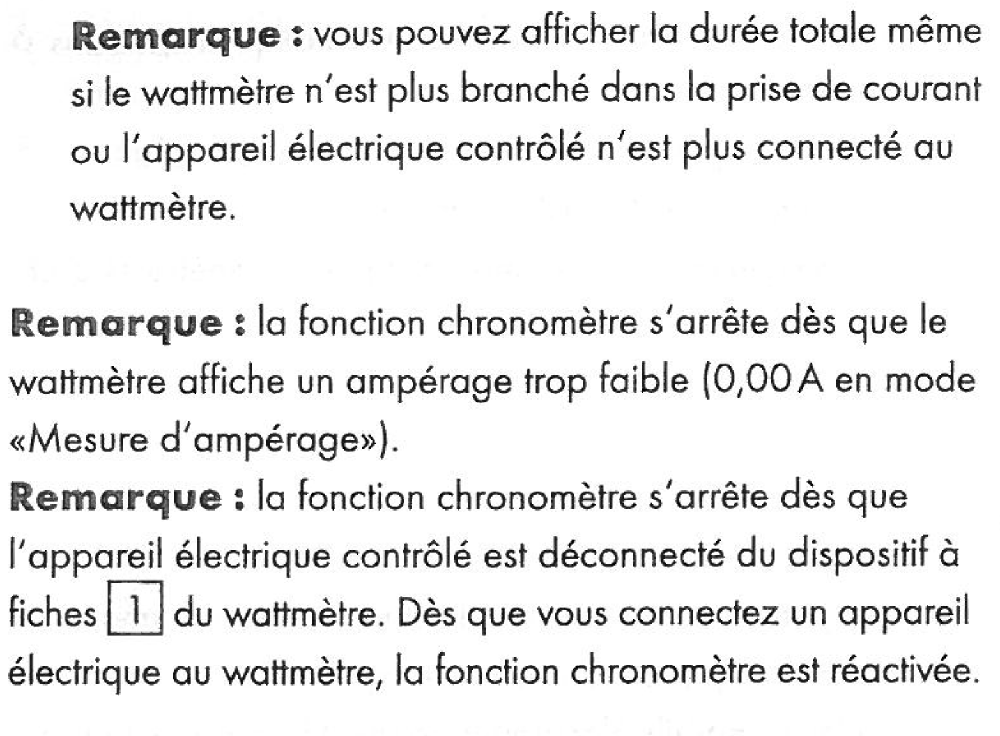 Remarque : vous pouvez afficher la durée totale même
si le wattmètre n'est plus branché dans la prise de courant
ou l'appareil électrique contrôlé n'est plus connecté au
wattmètre.
Remarque : la fonction chronomètre s'arrête dès que le
wattmètre affiche un ampérage trop faible (0,00 A en mode
«Mesure d'ampérage»).
Remarque : la fonction chronomètre s'arrête dès que
l'appareil électrique contrôlé est déconnecté du dispositif à
fiches 1 du wattmètre. Dès que vous connectez un appareil
électrique au wattmètre, la fonction chronomètre est réactivée.